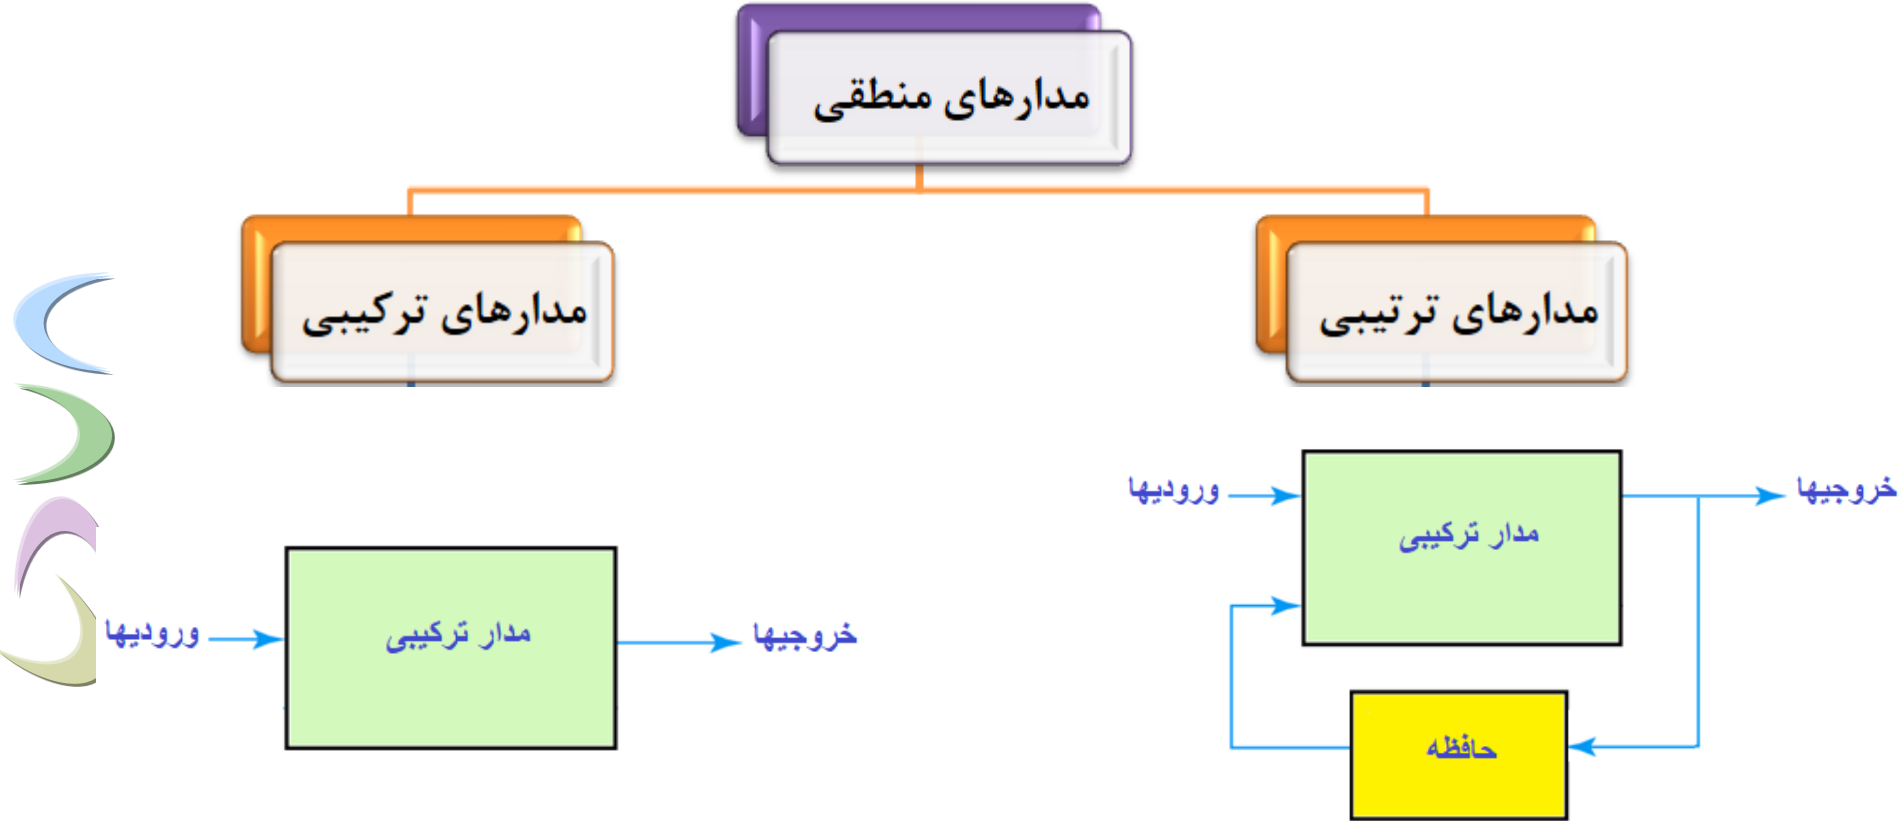 مدارهای منطقی
مدارهای ترتیبی
مدارهای ترکیبی
ورودیها
مدار ترکیبی
خروجیها
حافظه
ورودیها
مدار ترکیبی
خروجیها